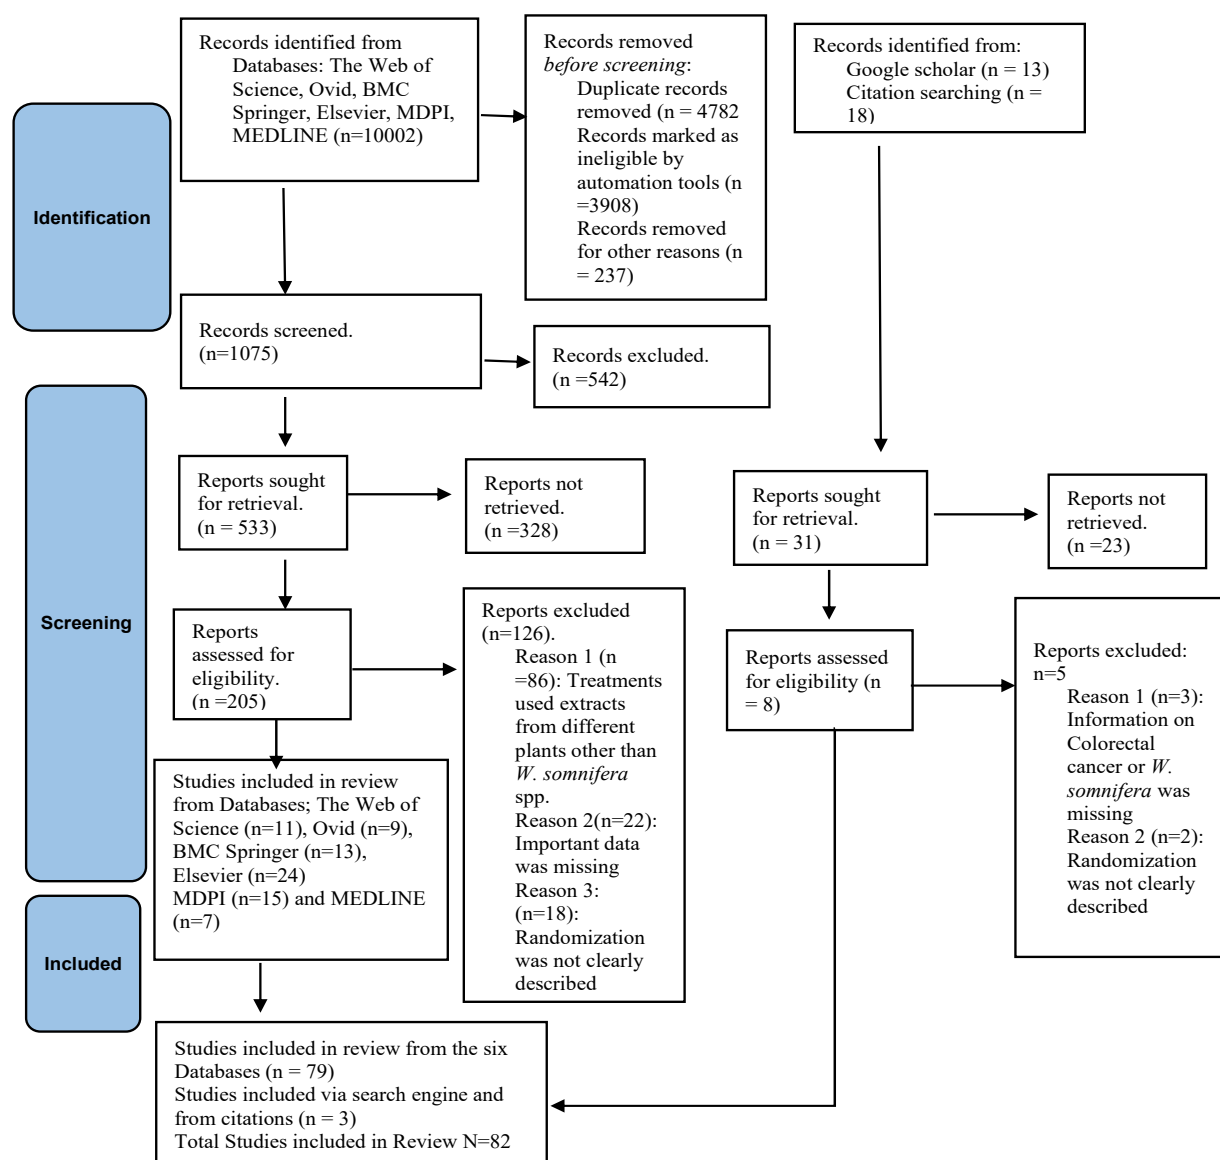 Records identified from
Databases: The Web of
Science, Ovid, BMC
Springer, Elsevier, MDPI,
MEDLINE (n=10002)
Records removed
before screening:
Duplicate records
removed (n = 4782
Records marked as
ineligible by
automation tools (n
=3908)
Records removed
for other reasons (n
= 237)
Records identified from:
Google scholar (n = 13)
Citation searching (n =
18)
Identification
Records screened.
(n=1075)
Records excluded.
(n =542)
Screening
Reports sought
for retrieval.
(n = 533)
Reports not
retrieved.
(n =328)
Reports sought
for retrieval.
(n = 31)
Reports not
retrieved.
(n =23)
Reports
assessed for
eligibility.
(n =205)
Reports excluded
(n=126).
Reason 1 (n
=86): Treatments
used extracts
from different
plants other than
W. somnifera
spp.
Reason 2(n=22):
Important data
was missing
Reason 3:
(n=18):
Randomization
was not clearly
described
Reports assessed
for eligibility (n
= 8)
Reports excluded:
n=5
Reason 1 (n=3):
Information on
Colorectal
cancer or W.
somnifera was
missing
Reason 2 (n=2):
Randomization
was not clearly
described
Studies included in review
from Databases; The Web of
Science (n=11), Ovid (n=9),
BMC Springer (n=13),
Elsevier (n=24)
MDPI (n=15) and MEDLINE
(n=7)
Included
Studies included in review from the six
Databases (n = 79)
Studies included via search engine and
from citations (n = 3)
Total Studies included in Review N=82